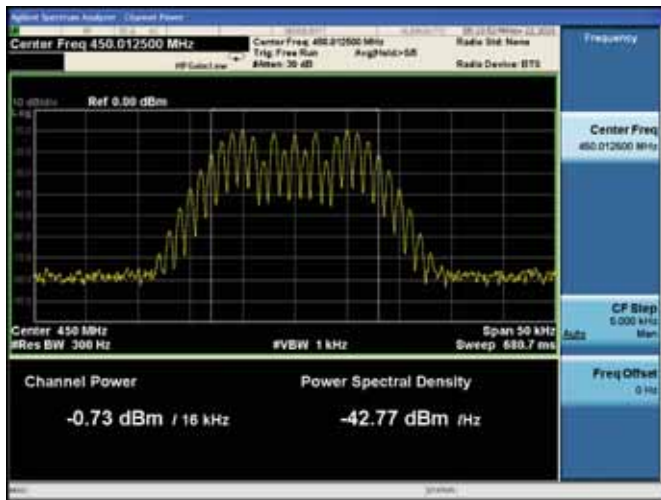 Agilent Spectrum Analyzer - Channel Power
Center Freq 450.012500 MHz
Center Freq: 450.012500 MHz
Trig: Free Run
Avg|Hold:>5/5
#Atten: 30 dB
Radio Std: None
Radio Device: BTS
10 dB/div
Ref 0.00 dBm
Log
Center 450 MHz
#Res BW 300 Hz
#VBW 1 kHz
Span 50 kHz
Sweep 680.7 ms
Channel Power
-0.73 dBm / 16 kHz
Power Spectral Density
-42.77 dBm /Hz
Frequency
Center Freq
450.012500 MHz
CF Step
5.000 kHz
Auto Man
Freq Offset
0 Hz